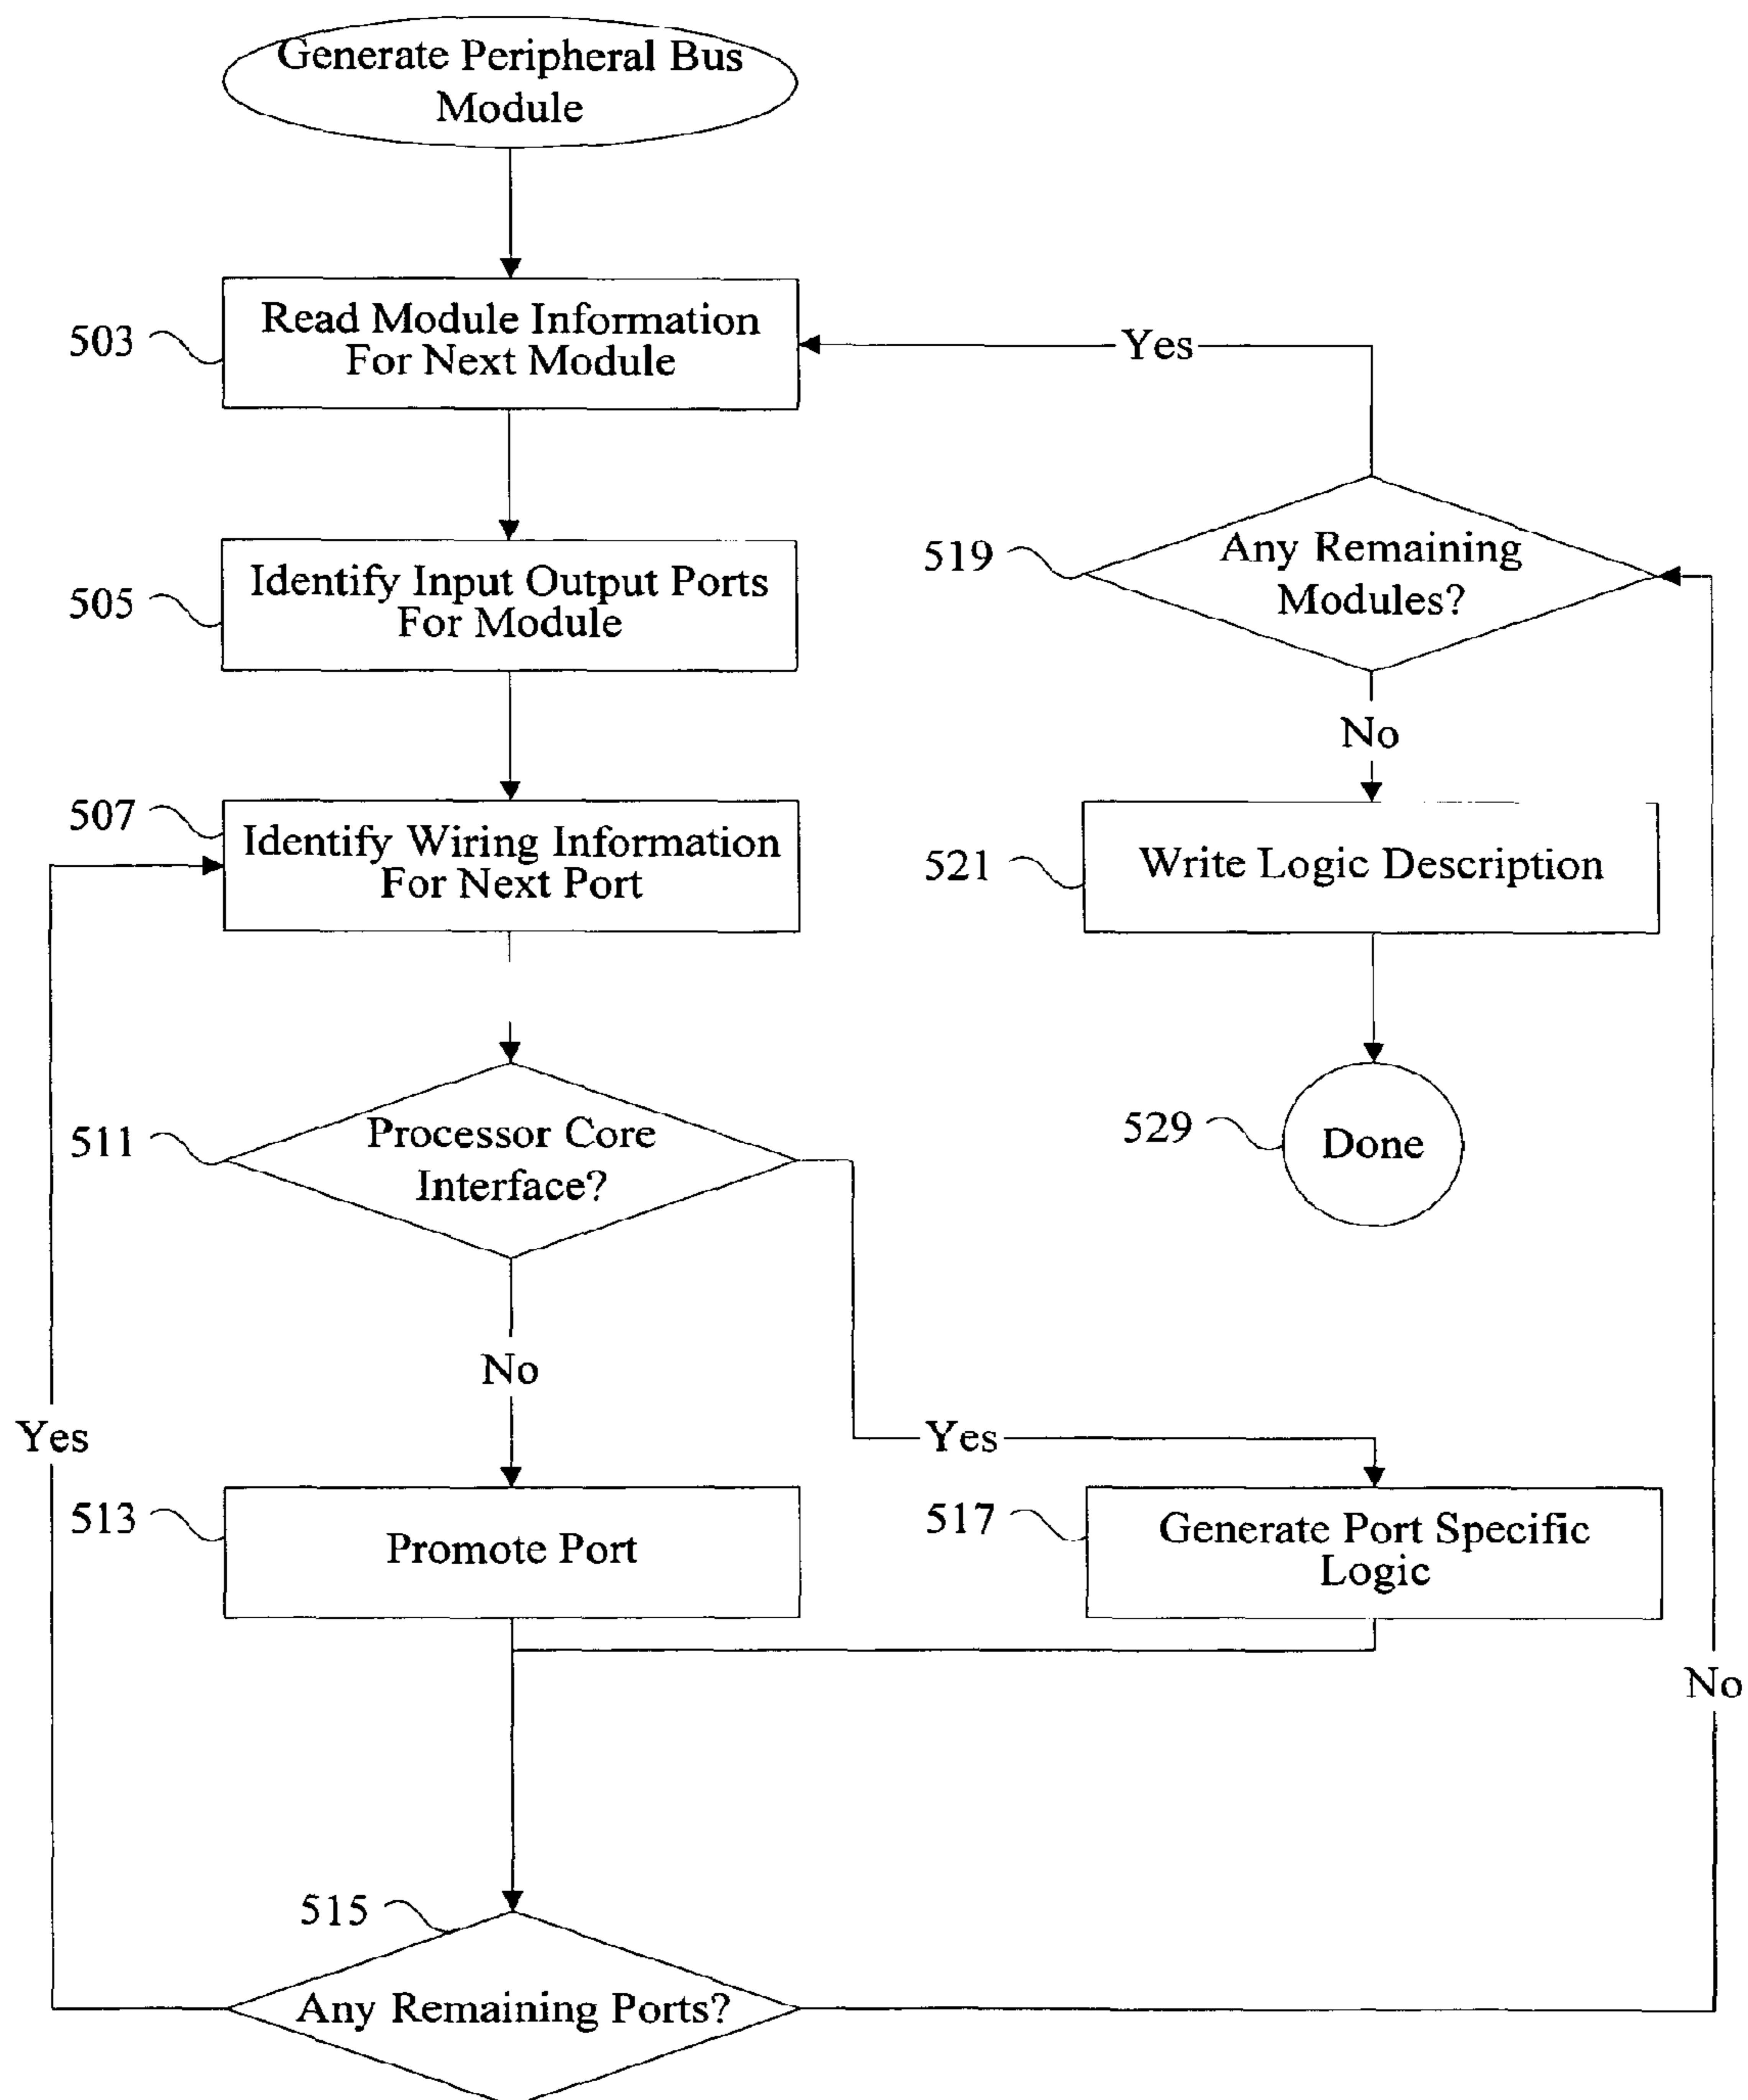 Generate Peripheral Bus
Module
503
Read Module Information
For Next Module
Yes
505
Identify Input Output Ports
For Module
519
Any Remaining
Modules?
No
507
Identify Wiring Information
For Next Port
521
Write Logic Description
511
Processor Core
Interface?
529
Done
No
Yes
Yes
513
Promote Port
517
Generate Port Specific
Logic
No
515
Any Remaining Ports?